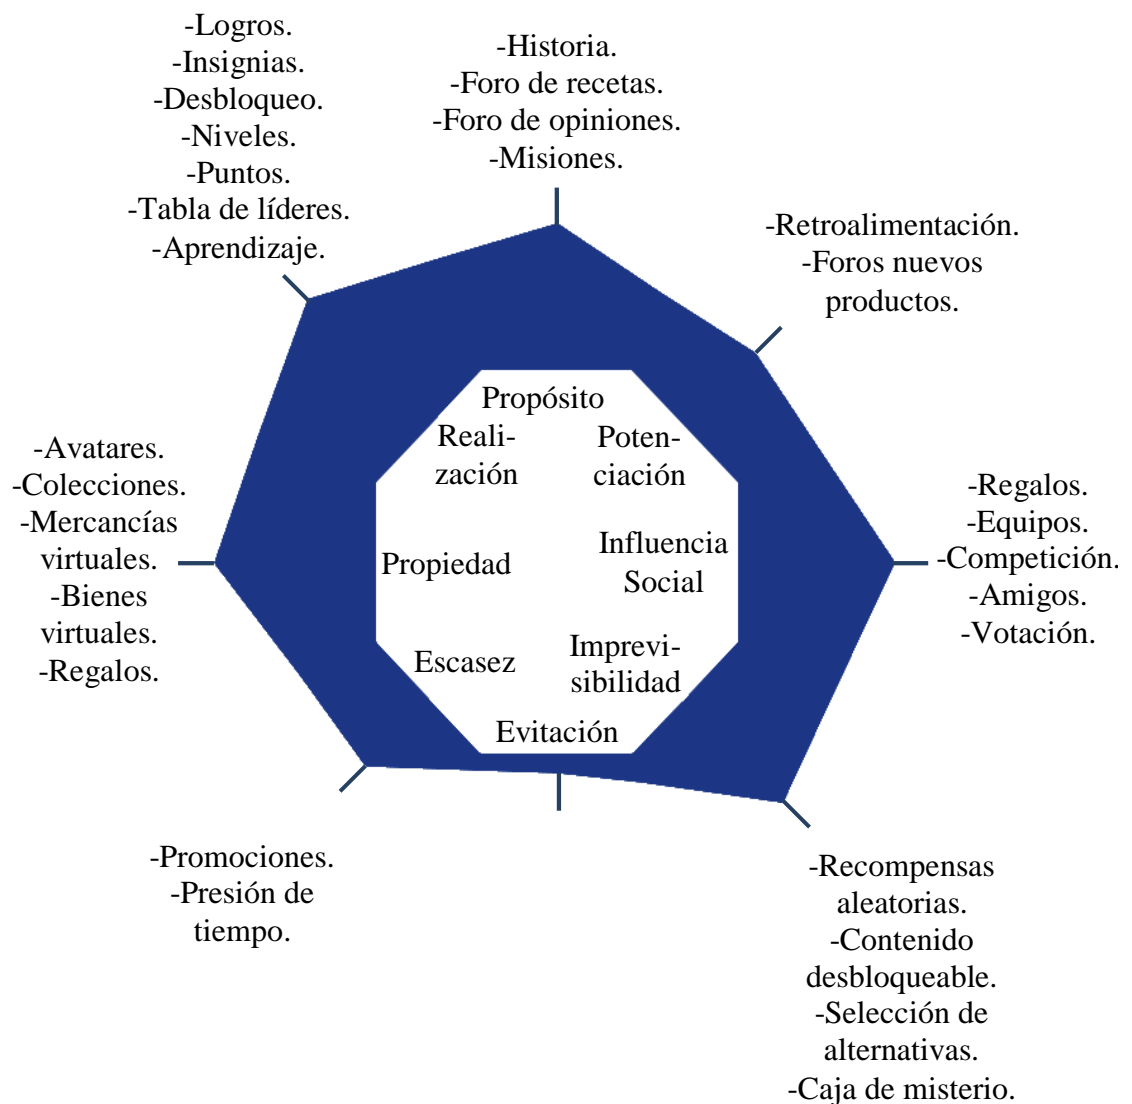 -Logros.
-Insignias.
-Desbloqueo.
-Niveles.
-Puntos.
-Tabla de líderes.
-Aprendizaje.
-Historia.
-Foro de recetas.
-Foro de opiniones.
-Misiones.
-Retroalimentación.
-Foros nuevos
productos.
Propósito
Reali-
zación
Poten-
ciación
-Avatares.
-Colecciones.
-Mercancías
virtuales.
-Bienes
virtuales.
-Regalos.
Propiedad
Influencia
Social
-Regalos.
-Equipos.
-Competición.
-Amigos.
-Votación.
Escasez
Imprevi-
sibilidad
Evitación
-Promociones.
-Presión de
tiempo.
-Recompensas
aleatorias.
-Contenido
desbloqueable.
-Selección de
alternativas.
-Caja de misterio.